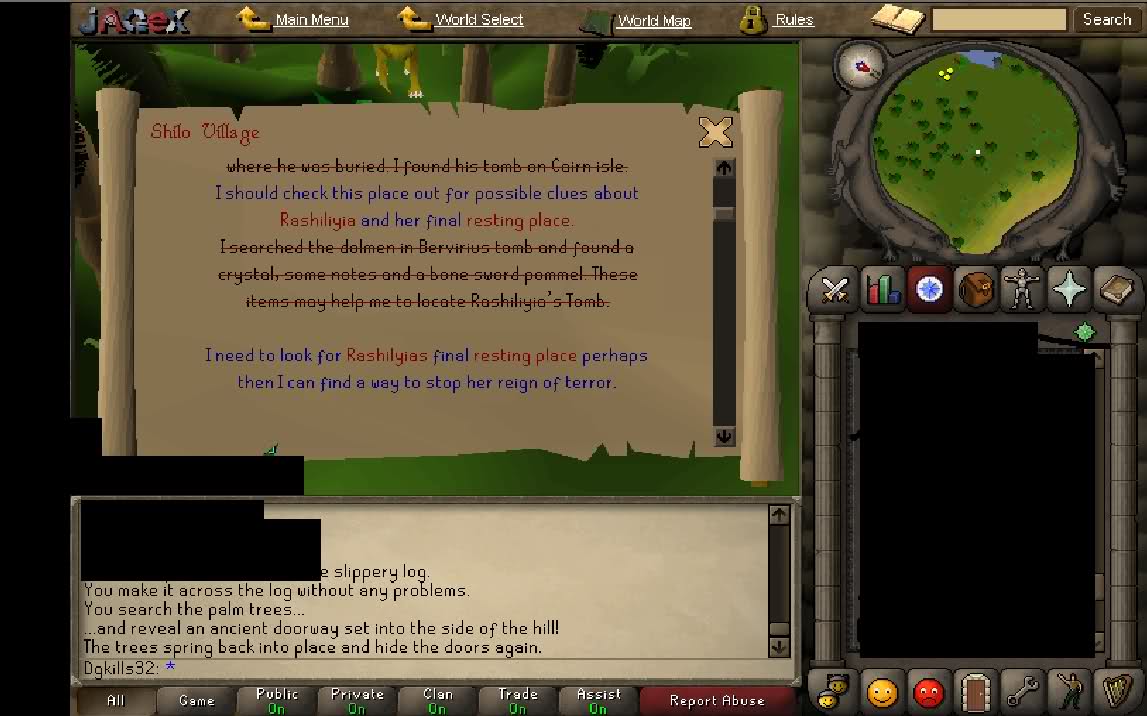 JAGEX Main Menu World Select World Map Rules Search
Shilo Village
where he was buried. I found his tomb on Cairn isle.
I should check this place out for possible clues about
Rashiliyia and her final resting place.
I searched the dolmen in Bervirius tomb and found a
crystal, some notes and a bone sword pommel. These
items may help me to locate Rashiliyia's Tomb.
I need to look for Rashilyias final resting place perhaps
then I can find a way to stop her reign of terror.
slippery log.
You make it across the log without any problems.
You search the palm trees...
...and reveal an ancient doorway set into the side of the hill!
The trees spring back into place and hide the doors again.
Dgkills32: *
All Game Public Private Clan Trade Assist Report Abuse
On On On On On